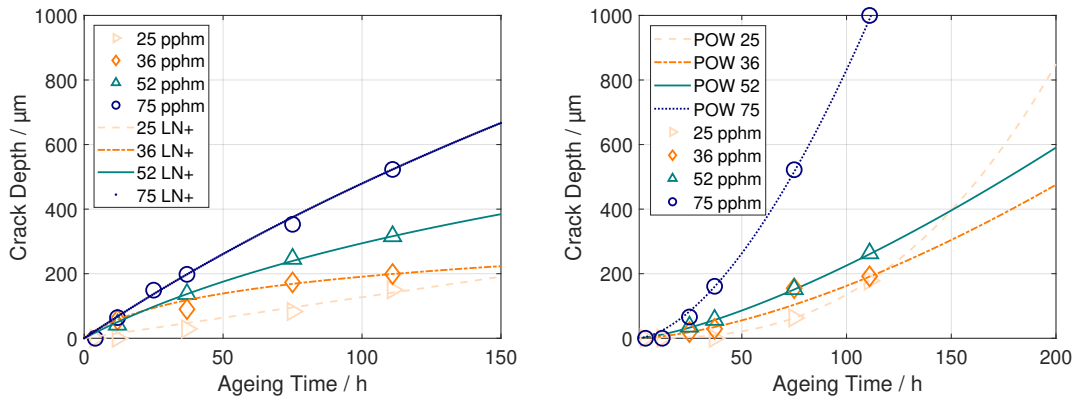 1000
800
600
400
200
0
Crack Depth / μm
25 pphm
36 pphm
52 pphm
75 pphm
25 LN+
36 LN+
52 LN+
75 LN+
0 50 100 150
Ageing Time / h
1000
800
600
400
200
0
Crack Depth / μm
POW 25
POW 36
POW 52
POW 75
25 pphm
36 pphm
52 pphm
75 pphm
50 100 150 200
Ageing Time / h